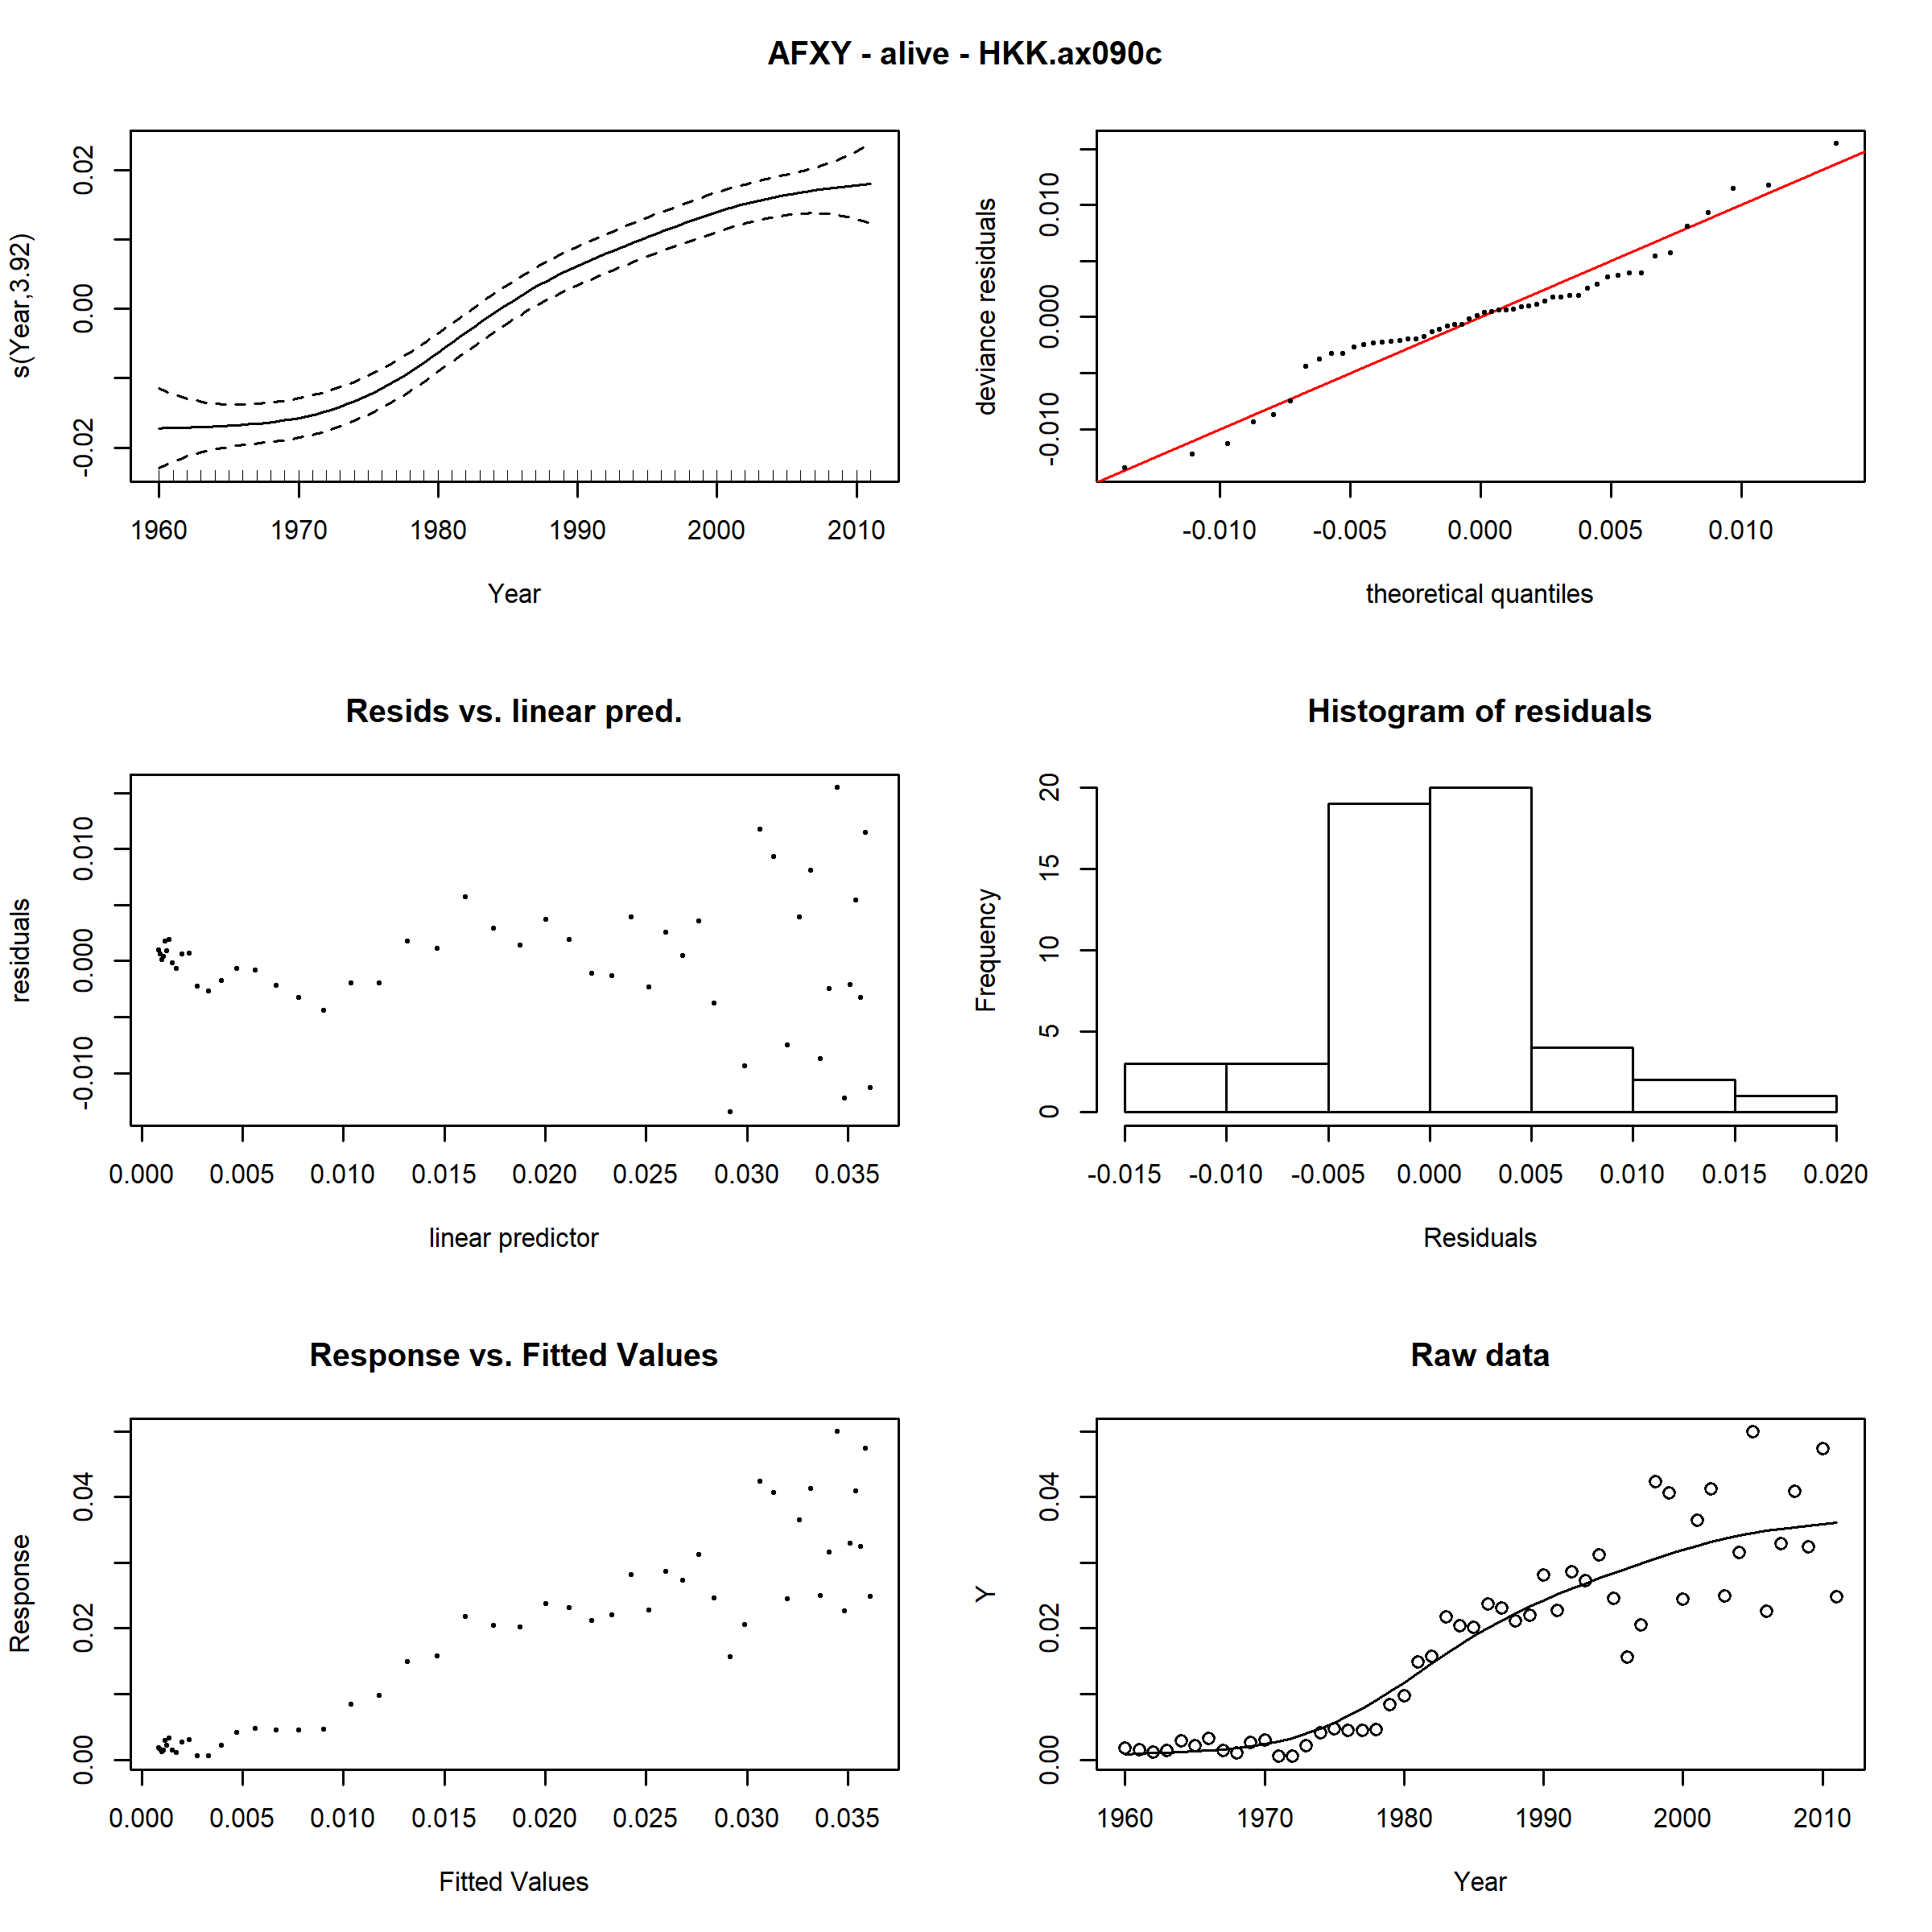 AFXY - alive - HKK.ax090c
s(Year,3.92)
-0.02 0.00 0.02
1960 1970 1980 1990 2000 2010
Year
deviance residuals
-0.010 0.000 0.010
-0.010 -0.005 0.000 0.005 0.010
theoretical quantiles
Resids vs. linear pred.
residuals
-0.010 0.000 0.010
0.000 0.005 0.010 0.015 0.020 0.025 0.030 0.035
linear predictor
Histogram of residuals
Frequency
0 5 10 15 20
-0.015 -0.010 -0.005 0.000 0.005 0.010 0.015 0.020
Residuals
Response vs. Fitted Values
Response
0.00 0.02 0.04
0.000 0.005 0.010 0.015 0.020 0.025 0.030 0.035
Fitted Values
Raw data
Y
0.00 0.02 0.04
1960 1970 1980 1990 2000 2010
Year